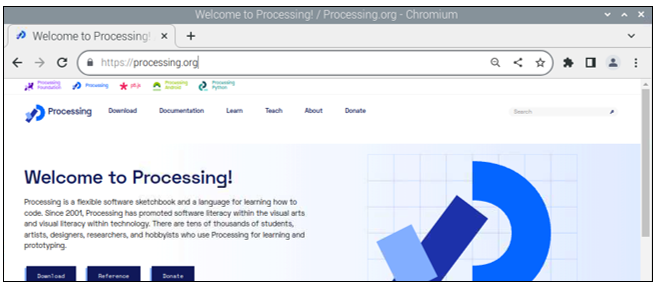 Welcome to Processing! / Processing.org - Chromium
Welcome to Processing!
https://processing.org
Processing Foundation
Processing
p5.js
Processing Android
Processing Python
Processing
Download
Documentation
Learn
Teach
About
Donate
Search
Welcome to Processing!
Processing is a flexible software sketchbook and a language for learning how to
code. Since 2001, Processing has promoted software literacy within the visual arts
and visual literacy within technology. There are tens of thousands of students,
artists, designers, researchers, and hobbyists who use Processing for learning and
prototyping.
Download
Reference
Donate